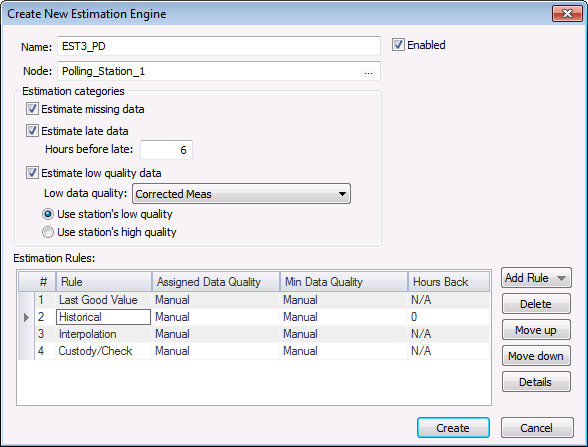 Create New Estimation Engine
Name: EST3_PD Enabled
Node: Polling_Station_1 ...
Estimation categories
Estimate missing data
Estimate late data
Hours before late: 6
Estimate low quality data
Low data quality: Corrected Meas
Use station's low quality
Use station's high quality
Estimation Rules:
# Rule Assigned Data Quality Min Data Quality Hours Back
1 Last Good Value Manual Manual N/A
2 Historical Manual Manual 0
3 Interpolation Manual Manual N/A
4 Custody/Check Manual Manual N/A
Add Rule
Delete
Move up
Move down
Details
Create Cancel